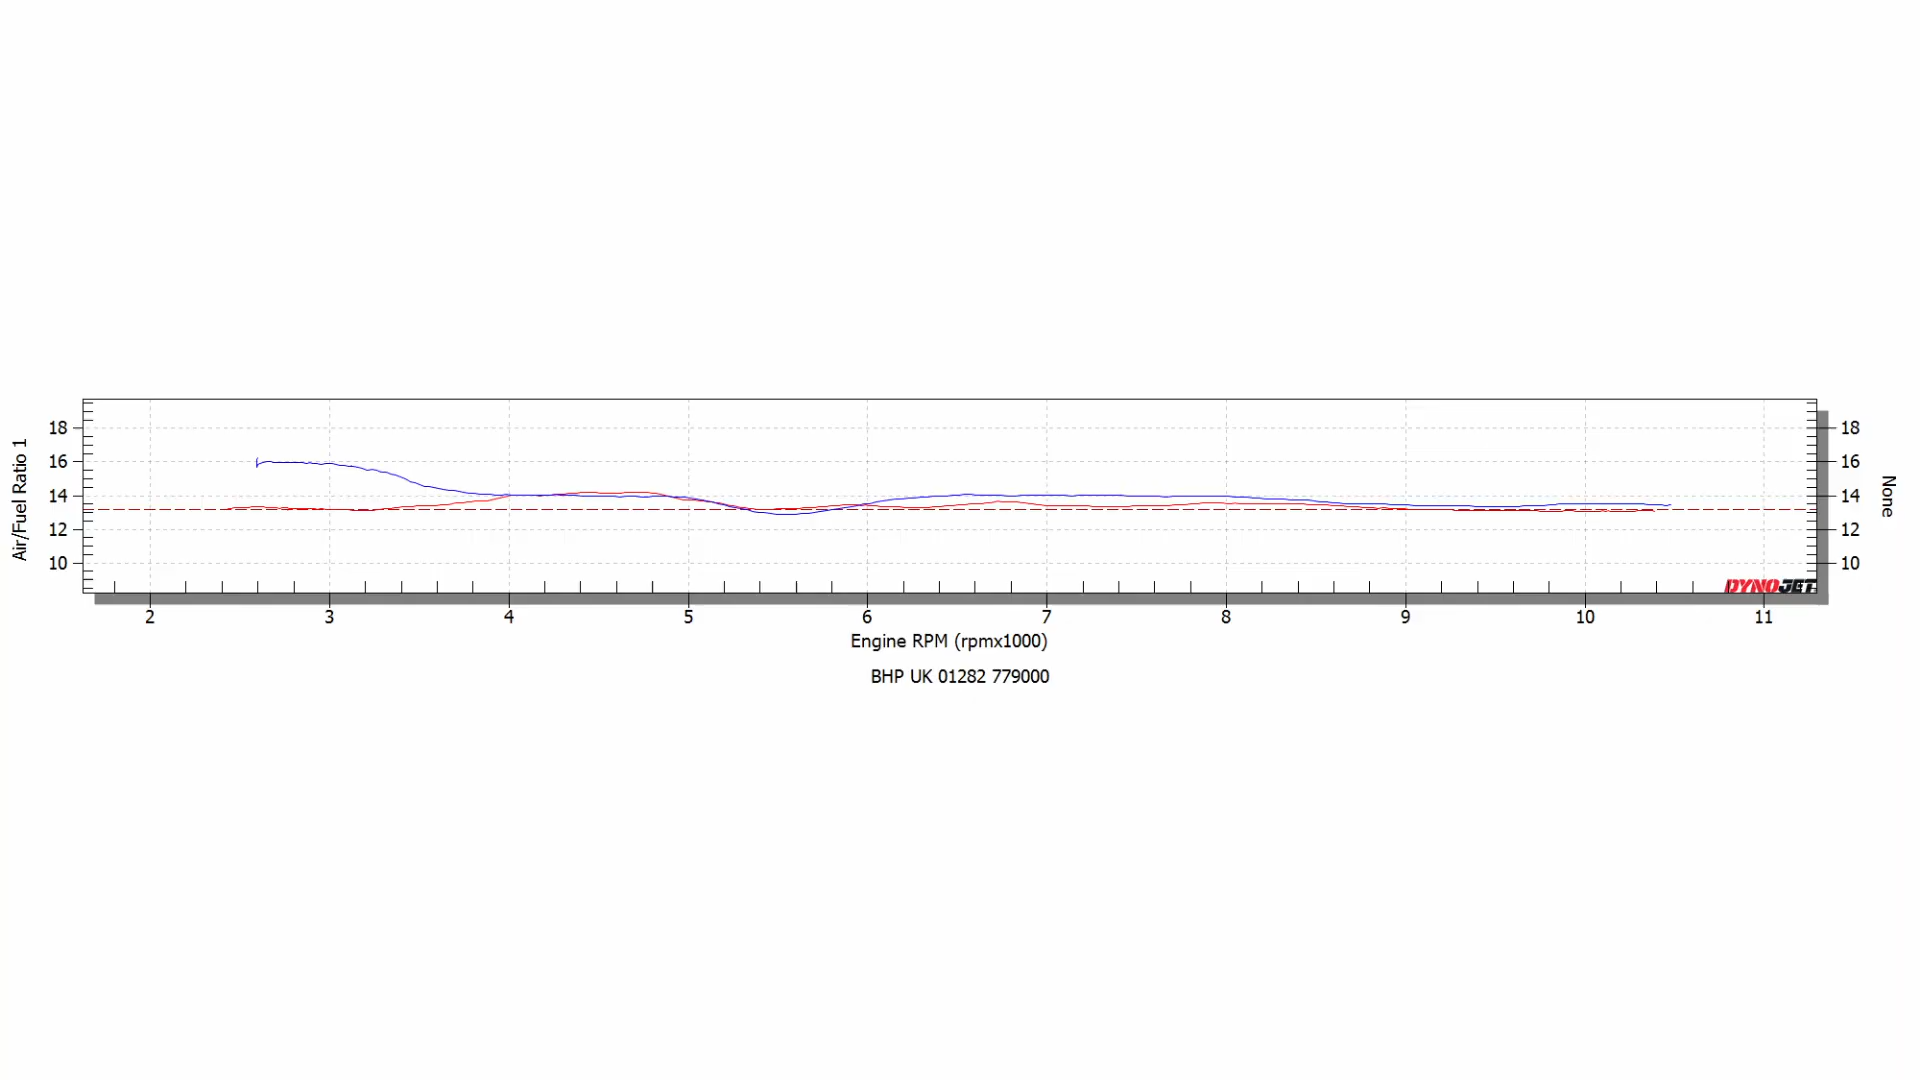 18
16
14
12
10
Air/Fuel Ratio 1
18
16
14
12
10
None
DYNOJET
2 3 4 5 6 7 8 9 10 11
Engine RPM (rpmx1000)
BHP UK 01282 779000